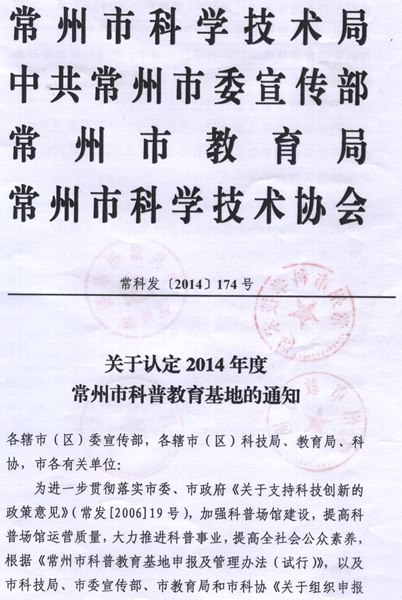 常州市科学技术局
中共常州市委宣传部
常州市教育局
常州市科学技术协会
常科发〔2014〕174号
关于认定2014年度
常州市科普教育基地的通知
各辖市（区）委宣传部，各辖市（区）科技局、教育局、科
协，市各有关单位：
为进一步贯彻落实市委、市政府《关于支持科技创新的
政策意见》（常发[2006]19号），加强科普场馆建设，提高科
普场馆运营质量，大力推进科普事业，提高全社会公众素养，
根据《常州市科普教育基地申报及管理办法（试行）》，以及
市科技局、市委宣传部、市教育局和市科协《关于组织申报